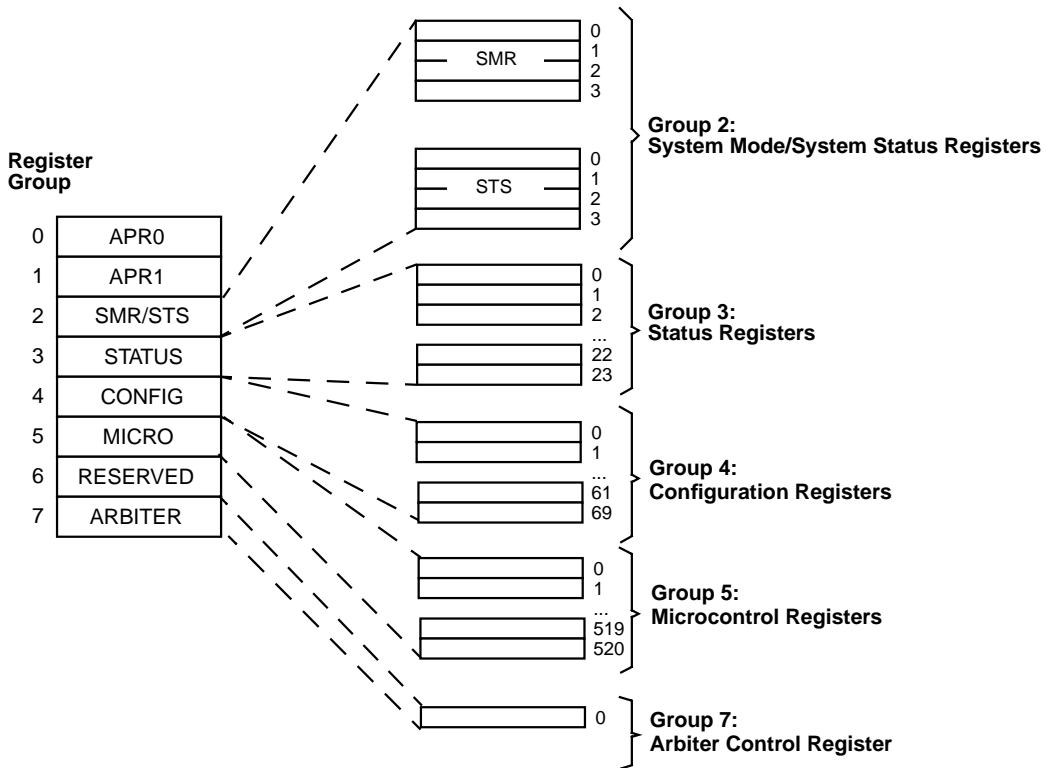 Register
Group
0 APR0
1 APR1
2 SMR/STS
3 STATUS
4 CONFIG
5 MICRO
6 RESERVED
7 ARBITER
0
1
SMR
2
3
0
1
STS
2
3
Group 2:
System Mode/System Status Registers
0
1
2
...
22
23
Group 3:
Status Registers
0
1
...
61
69
Group 4:
Configuration Registers
0
1
...
519
520
Group 5:
Microcontrol Registers
0
Group 7:
Arbiter Control Register